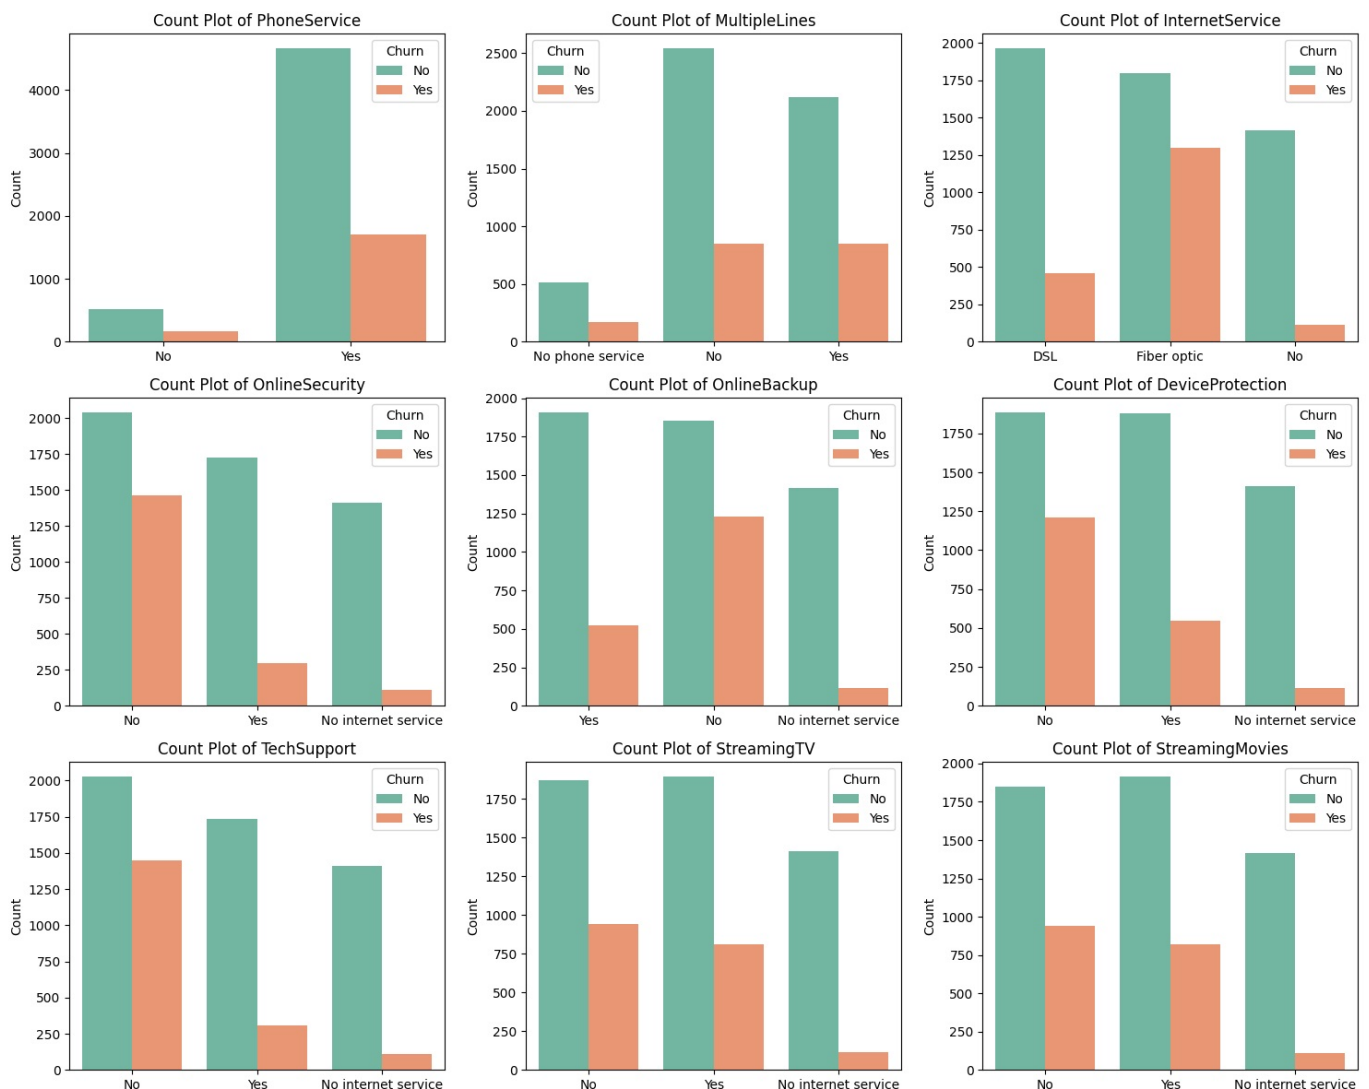 Count Plot of PhoneService
Churn
No
Yes
Count
4000
3000
2000
1000
0
No Yes
Count Plot of MultipleLines
Churn
No
Yes
Count
2500
2000
1500
1000
500
0
No phone service No Yes
Count Plot of InternetService
Churn
No
Yes
Count
2000
1750
1500
1250
1000
750
500
250
0
DSL Fiber optic No
Count Plot of OnlineSecurity
Churn
No
Yes
Count
2000
1750
1500
1250
1000
750
500
250
0
No Yes No internet service
Count Plot of OnlineBackup
Churn
No
Yes
Count
2000
1750
1500
1250
1000
750
500
250
0
Yes No No internet service
Count Plot of DeviceProtection
Churn
No
Yes
Count
1750
1500
1250
1000
750
500
250
0
No Yes No internet service
Count Plot of TechSupport
Churn
No
Yes
Count
2000
1750
1500
1250
1000
750
500
250
0
No Yes No internet service
Count Plot of StreamingTV
Churn
No
Yes
Count
1750
1500
1250
1000
750
500
250
0
No Yes No internet service
Count Plot of StreamingMovies
Churn
No
Yes
Count
2000
1750
1500
1250
1000
750
500
250
0
No Yes No internet service